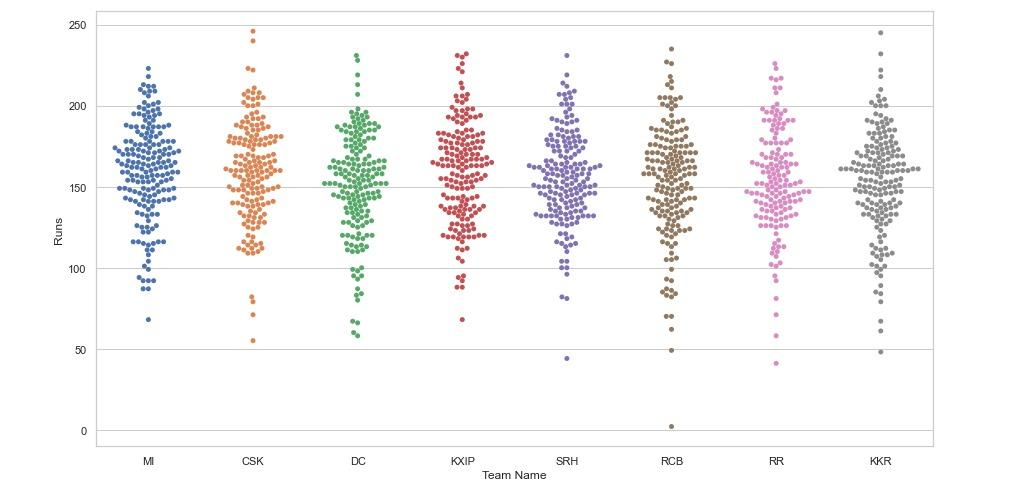 250
200
150
100
50
0
Runs
MI CSK DC KXIP SRH RCB RR KKR
Team Name